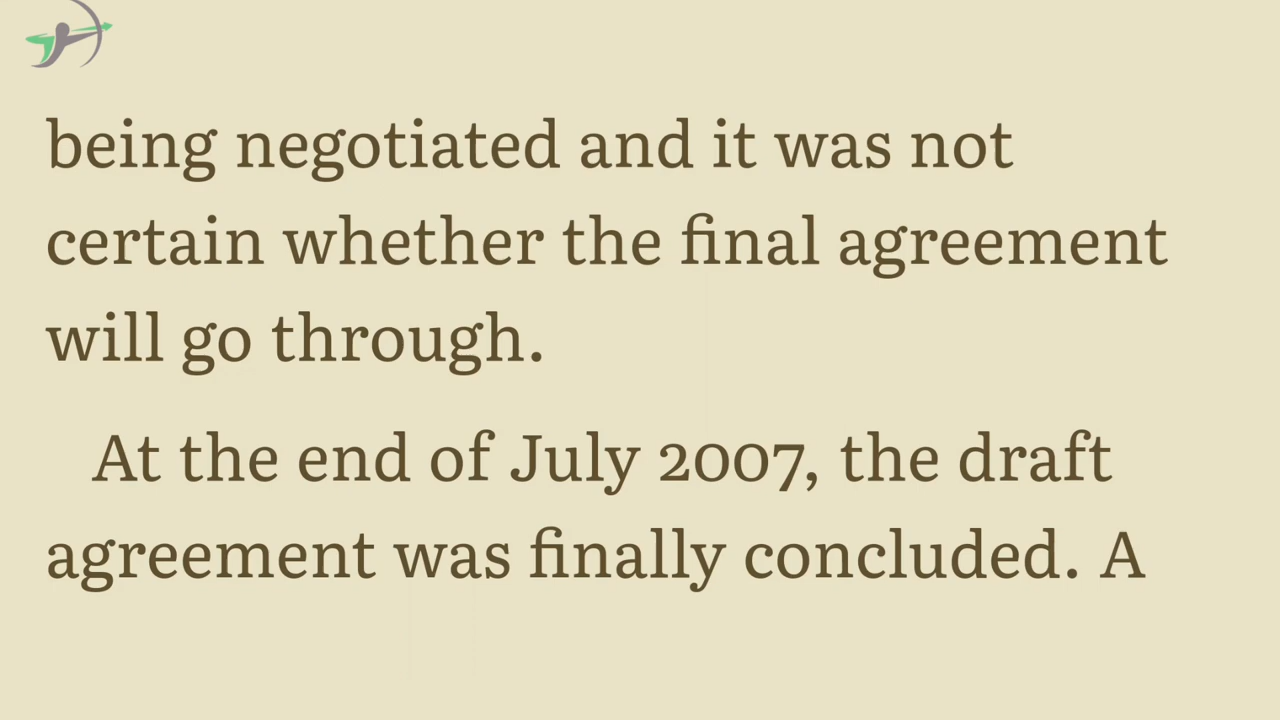 being negotiated and it was not
certain whether the final agreement
will go through.
At the end of July 2007, the draft
agreement was finally concluded. A